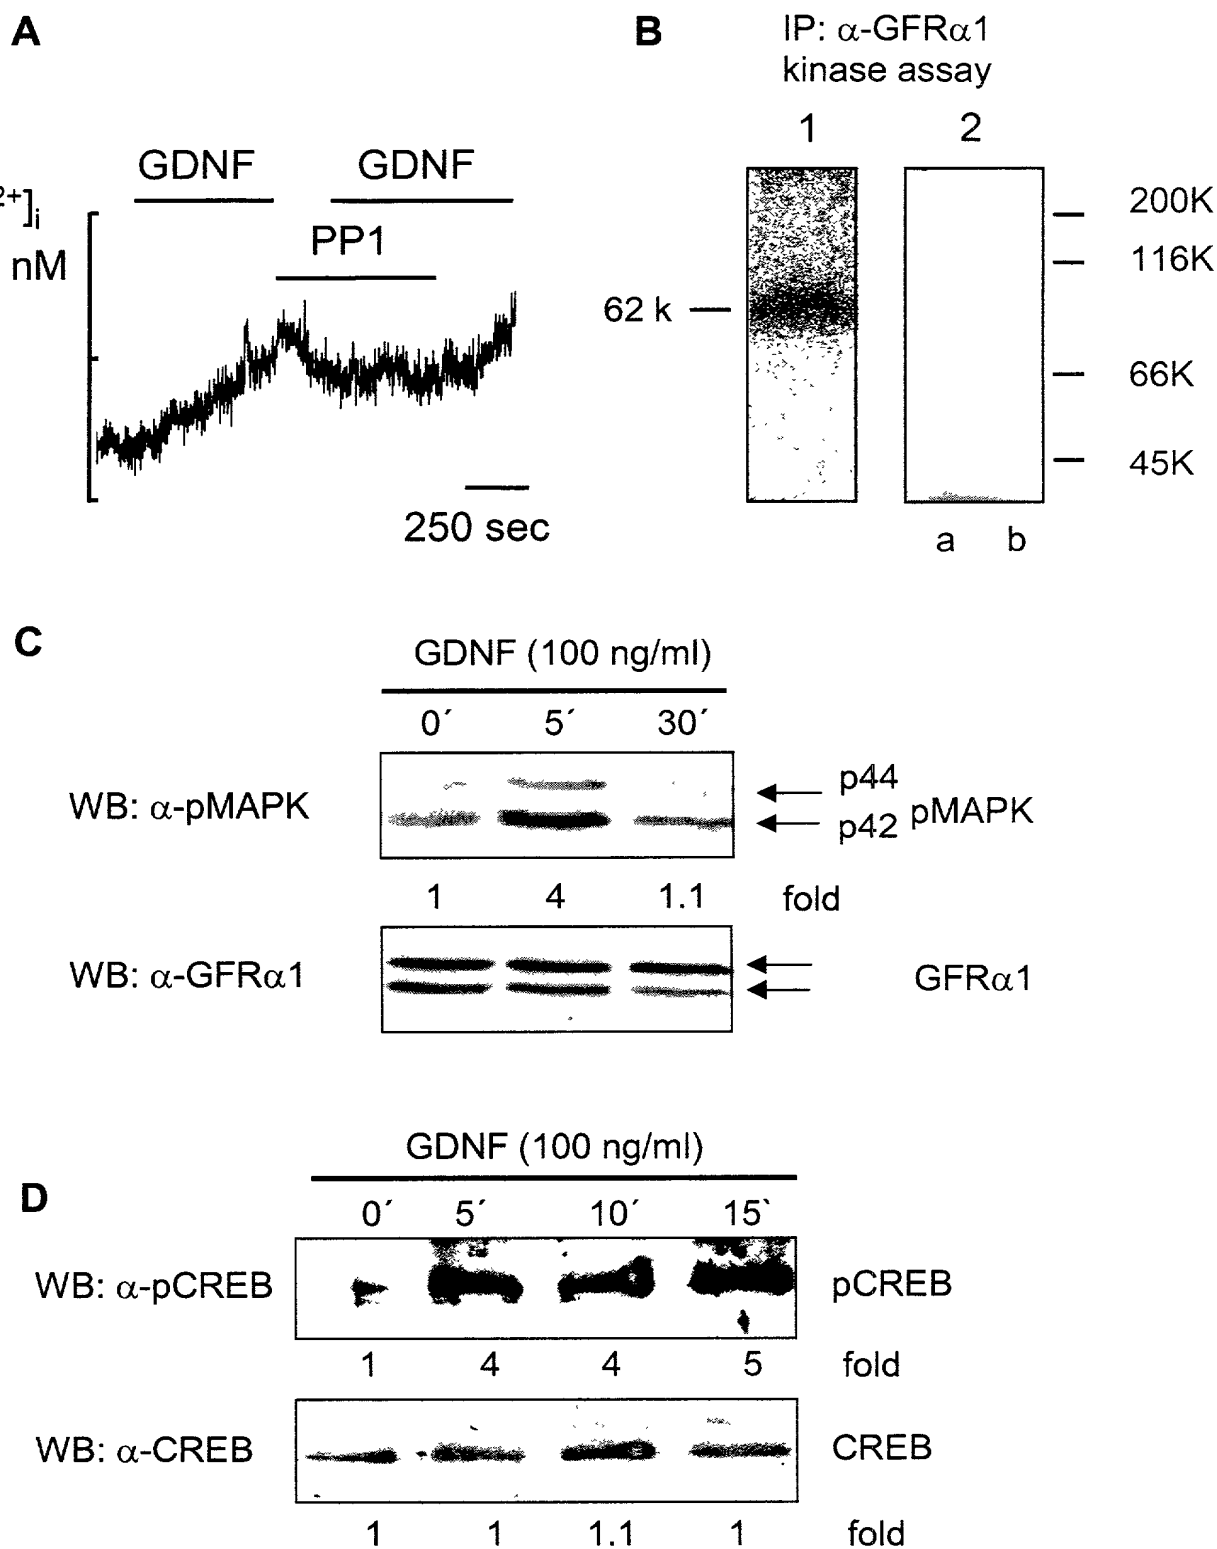 A
GDNF GDNF
2+]i
nM
PP1
250 sec
B
IP: α-GFRα1
kinase assay
1 2
62 k
200K
116K
66K
45K
a b
C
GDNF (100 ng/ml)
0´ 5´ 30´
WB: α-pMAPK
p44
p42
pMAPK
1 4 1.1 fold
WB: α-GFRα1 GFRα1
D
GDNF (100 ng/ml)
0´ 5´ 10´ 15`
WB: α-pCREB pCREB
1 4 4 5 fold
WB: α-CREB CREB
1 1 1.1 1 fold